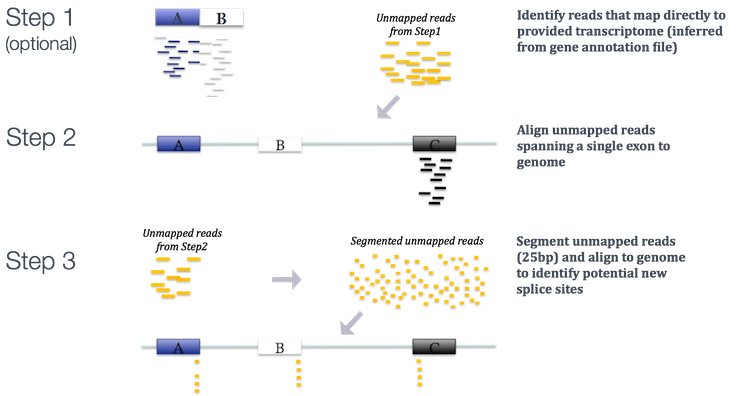 Step 1
(optional)
A B
Unmapped reads
from Step1
Identify reads that map directly to
provided transcriptome (inferred
from gene annotation file)
Step 2
A B C
Align unmapped reads
spanning a single exon to
genome
Step 3
Unmapped reads
from Step2
Segmented unmapped reads
Segment unmapped reads
(25bp) and align to genome
to identify potential new
splice sites
A B C